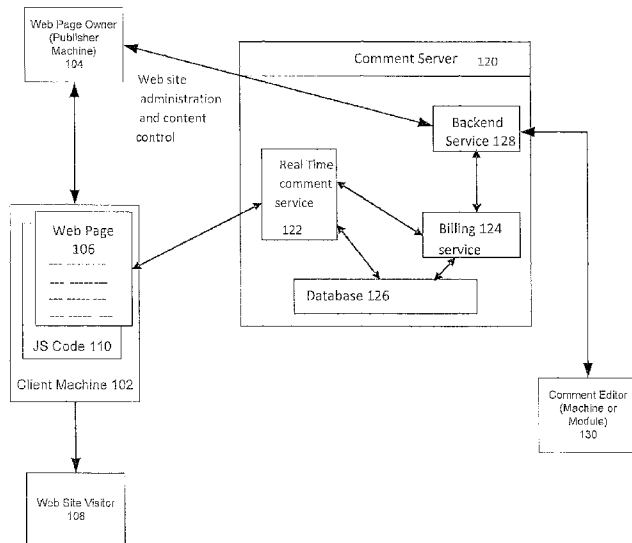 Web Page Owner
(Publisher
Machine)
104
Web site
administration
and content
control
Comment Server 120
Backend
Service 128
Real Time
comment
service
122
Billing 124
service
Database 126
Web Page
106
JS Code 110
Client Machine 102
Comment Editor
(Machine or
Module)
130
Web Site Visitor
108